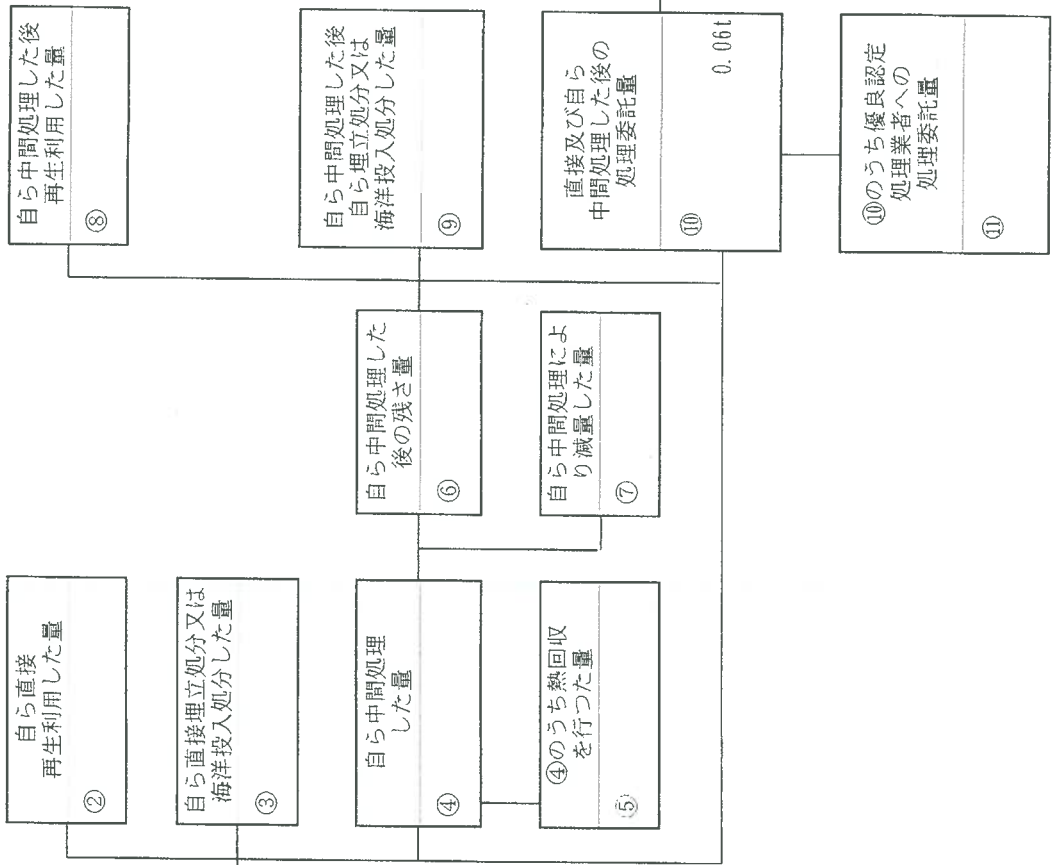 自ら直接
再生利用した量
②
自ら直接埋立処分又は
海洋投入処分した量
③
自ら中間処理
した量
④
④のうち熱回収
を行つた量
⑤
自ら中間処理した
後の残さ量
⑥
自ら中間処理によ
り減量した量
⑦
自ら中間処理した後
再生利用した量
⑧
自ら中間処理した後
自ら埋立処分又は
海洋投入処分した量
⑨
直接及び自ら
中間処理した後の
処理委託量
⑩
0.06t
⑩のうち優良認定
処理業者への
処理委託量
⑪